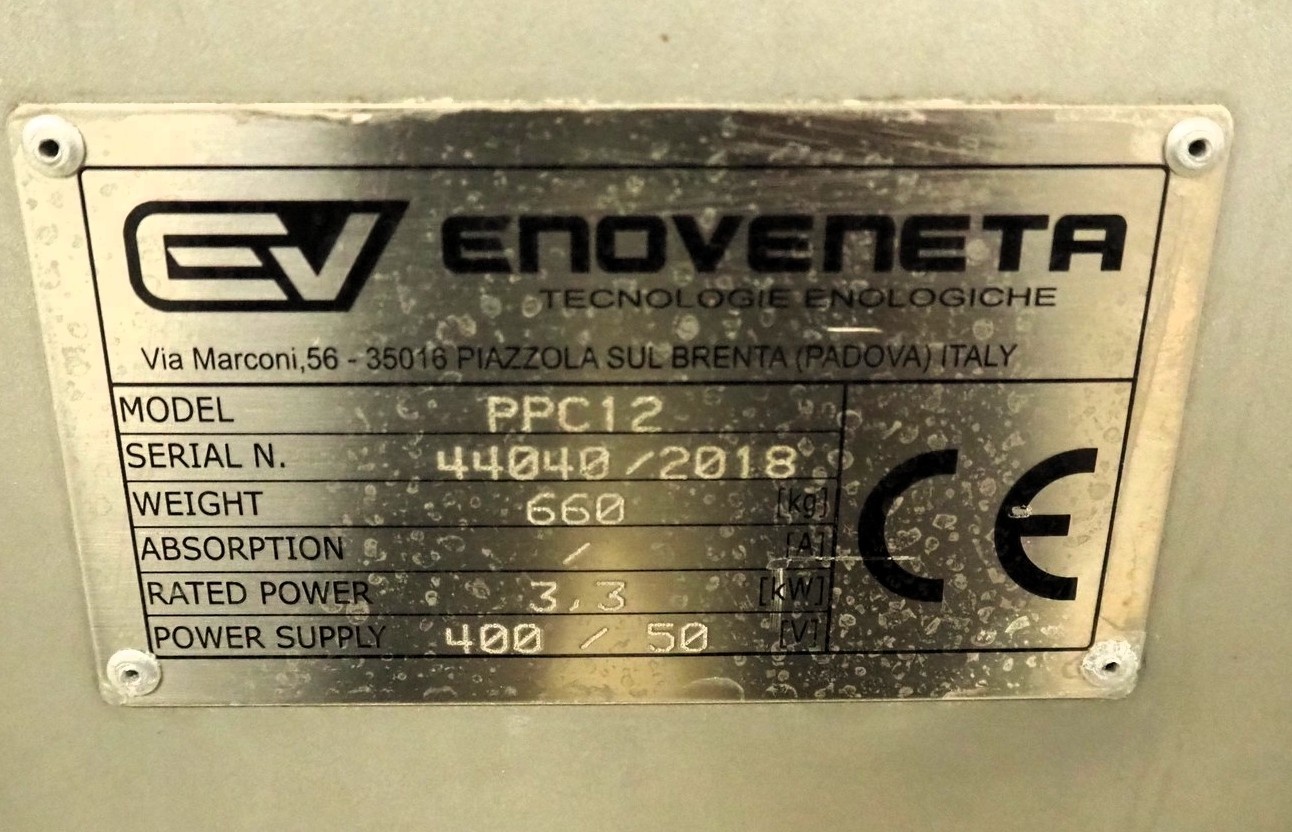 EV ENOVENETA
TECNOLOGIE ENOLOGICHE
Via Marconi,56 - 35016 PIAZZOLA SUL BRENTA (PADOVA) ITALY
MODEL PPC12
SERIAL N. 44040/2018
WEIGHT 660 [kg]
ABSORPTION / [A]
RATED POWER 3,3 [kW]
POWER SUPPLY 400 / 50 [V]
CE